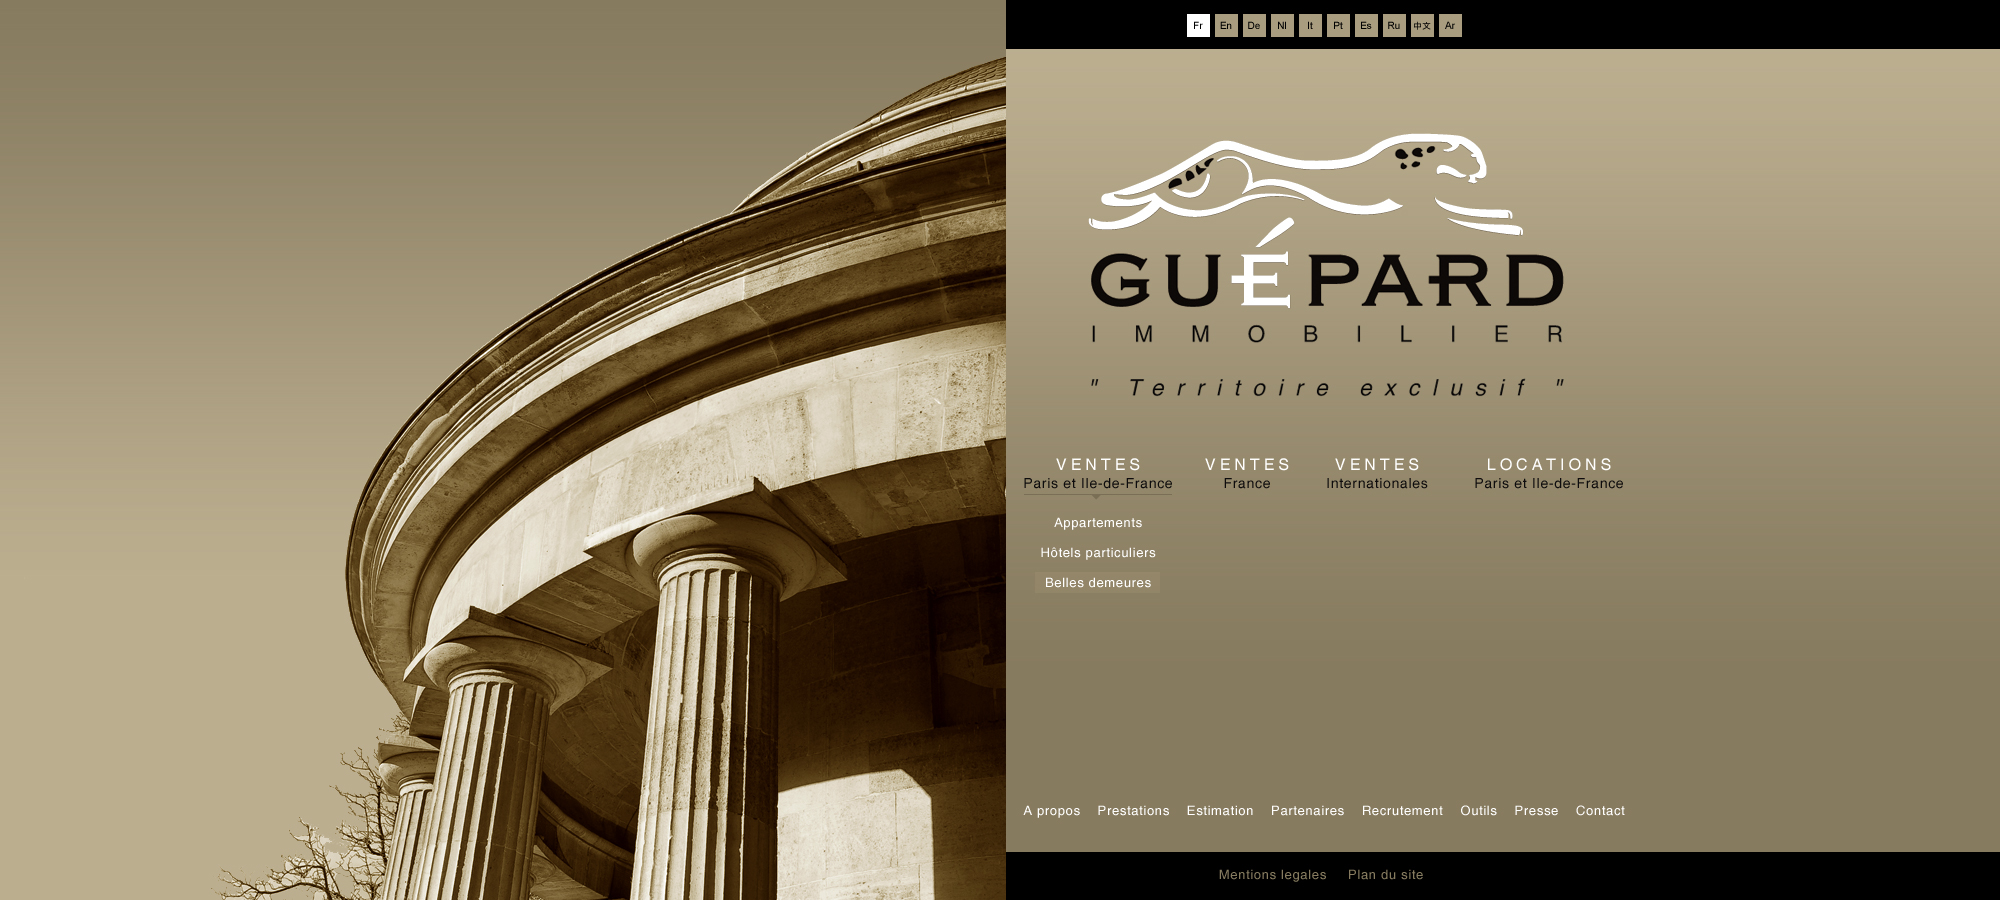 Fr En De Nl It Pt Es Ru 中文 Ar
GUÉPARD
IMMOBILIER
" Territoire exclusif "
VENTES
Paris et Ile-de-France
VENTES
France
VENTES
Internationales
LOCATIONS
Paris et Ile-de-France
Appartements
Hôtels particuliers
Belles demeures
A propos Prestations Estimation Partenaires Recrutement Outils Presse Contact
Mentions legales Plan du site